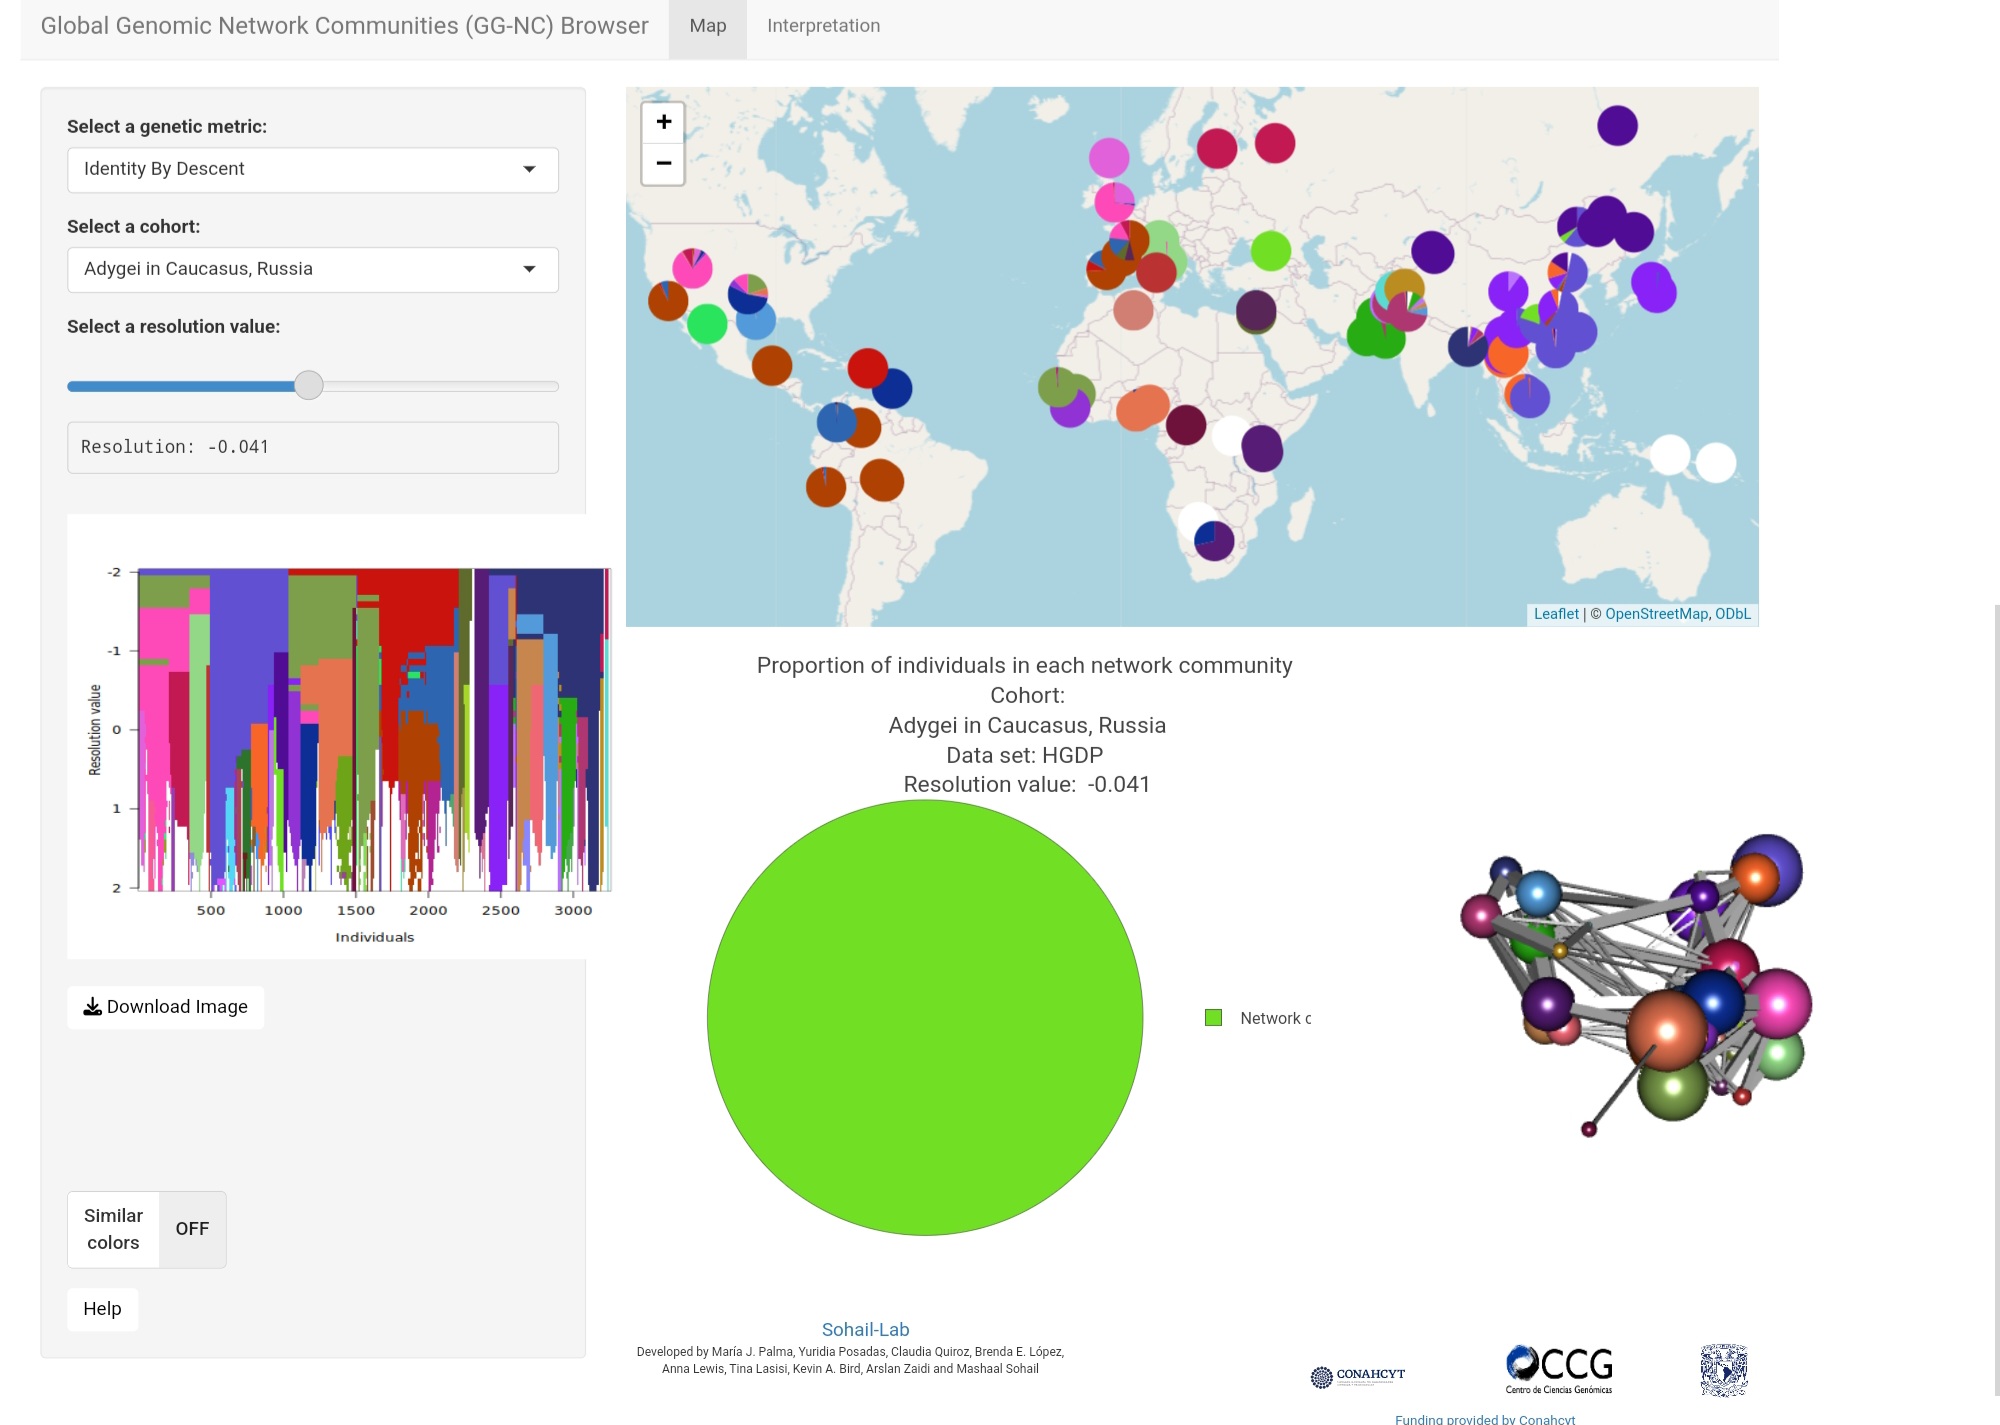 Global Genomic Network Communities (GG-NC) Browser
Map
Interpretation
Select a genetic metric:
Identity By Descent
Select a cohort:
Adygei in Caucasus, Russia
Select a resolution value:
Resolution: -0.041
-2
-1
0
1
2
Resolution value
500 1000 1500 2000 2500 3000
Individuals
Download Image
Similar
colors
OFF
Help
+
−
Leaflet | © OpenStreetMap, ODbL
Proportion of individuals in each network community
Cohort:
Adygei in Caucasus, Russia
Data set: HGDP
Resolution value: -0.041
Network c
Sohail-Lab
Developed by María J. Palma, Yuridia Posadas, Claudia Quiroz, Brenda E. López,
Anna Lewis, Tina Lasisi, Kevin A. Bird, Arslan Zaidi and Mashaal Sohail
CONAHCYT
CCG
Centro de Ciencias Genómicas
Funding provided by Conahcyt